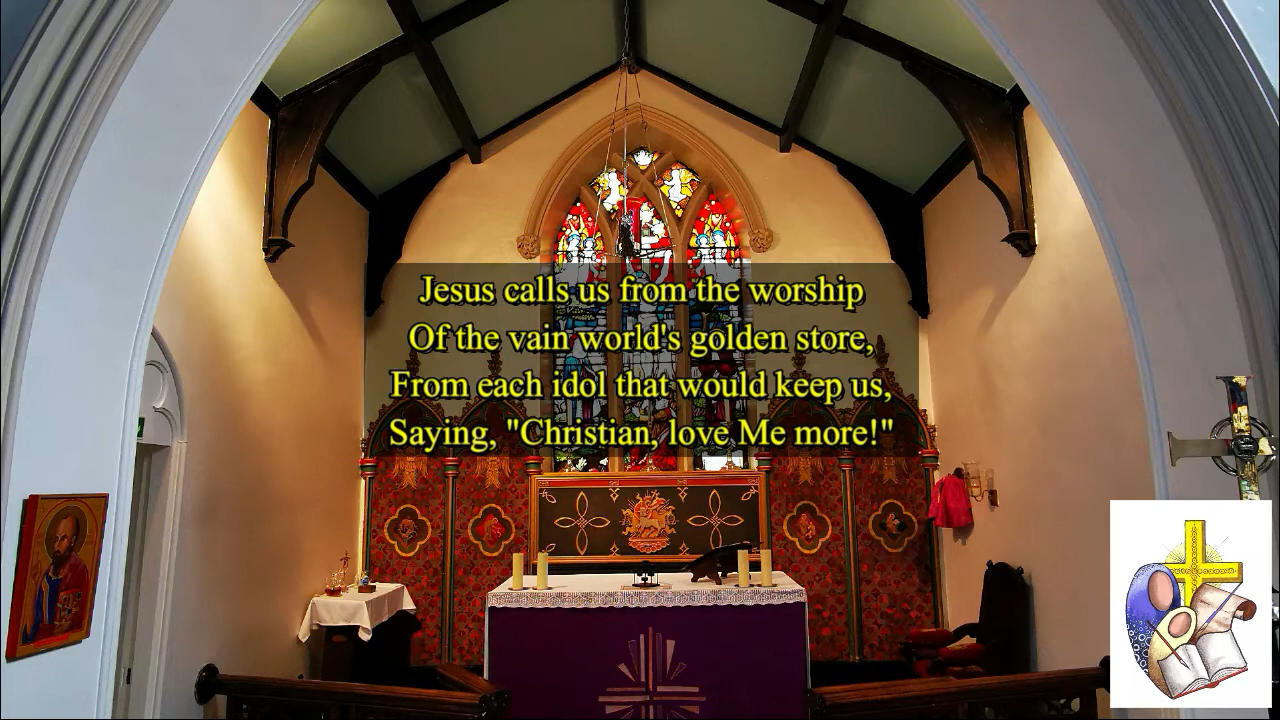 Jesus calls us from the worship
Of the vain world's golden store,
From each idol that would keep us,
Saying, "Christian, love Me more!"